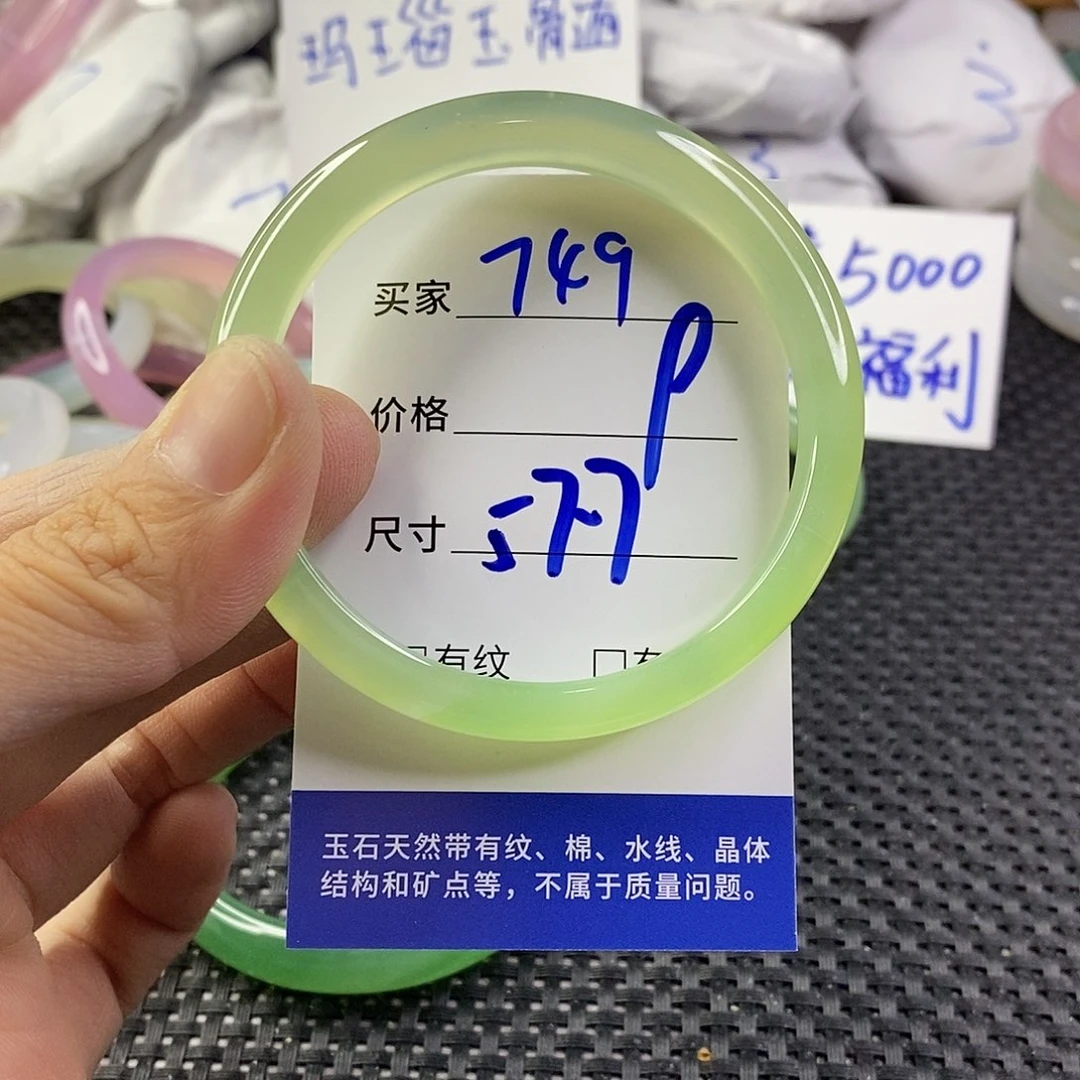 玛瑙玉骨髓
5000
福利
买家 749
P
价格
尺寸 577
有纹 □有
玉石天然带有纹、棉、水线、晶体
结构和矿点等，不属于质量问题。